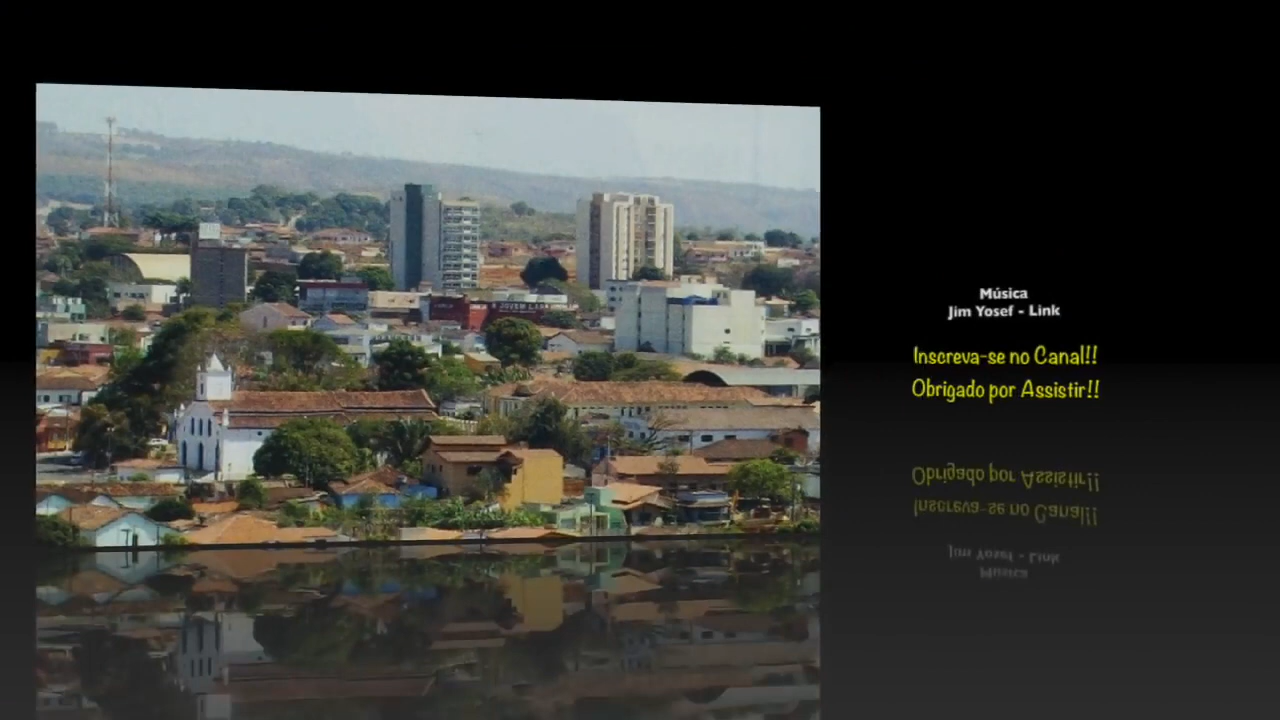 Música
Jim Yosef - Link
Inscreva-se no Canal!!
Obrigado por Assistir!!